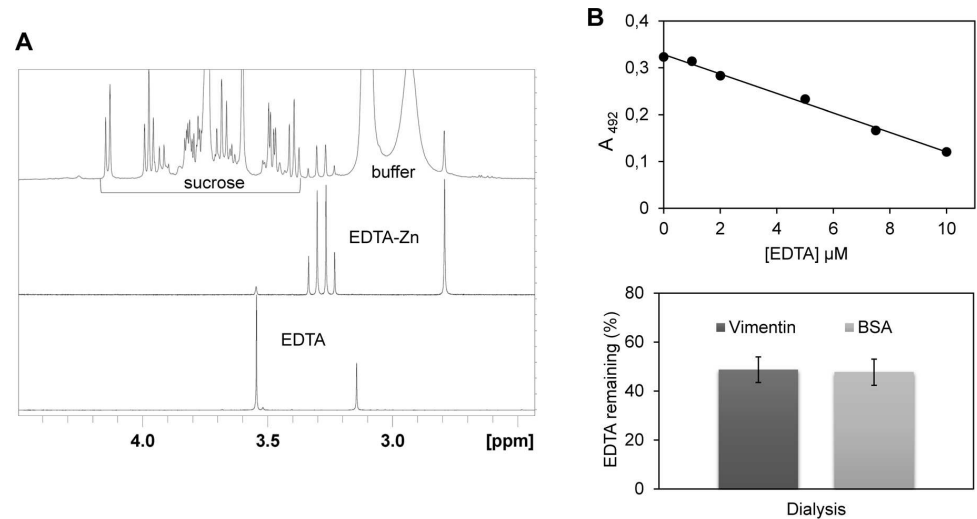 A
sucrose
buffer
EDTA-Zn
EDTA
4.0 3.5 3.0 [ppm]
B
0,4
0,3
0,2
0,1
0
A 492
0 2 4 6 8 10
[EDTA] µM
80
60
40
20
0
EDTA remaining (%)
Vimentin BSA
Dialysis